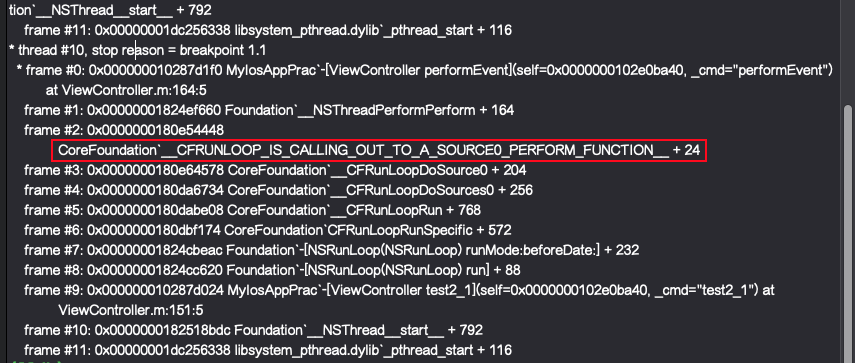 tion`__NSThread__start__ + 792
frame #11: 0x00000001dc256338 libsystem_pthread.dylib`_pthread_start + 116
* thread #10, stop reason = breakpoint 1.1
* frame #0: 0x000000010287d1f0 MyIosAppPrac`-[ViewController performEvent](self=0x0000000102e0ba40, _cmd="performEvent")
at ViewController.m:164:5
frame #1: 0x00000001824ef660 Foundation`__NSThreadPerformPerform + 164
frame #2: 0x0000000180e54448
CoreFoundation`__CFRUNLOOP_IS_CALLING_OUT_TO_A_SOURCE0_PERFORM_FUNCTION__ + 24
frame #3: 0x0000000180e64578 CoreFoundation`__CFRunLoopDoSource0 + 204
frame #4: 0x0000000180da6734 CoreFoundation`__CFRunLoopDoSources0 + 256
frame #5: 0x0000000180dabe08 CoreFoundation`__CFRunLoopRun + 768
frame #6: 0x0000000180dbf174 CoreFoundation`CFRunLoopRunSpecific + 572
frame #7: 0x00000001824cbeac Foundation`-[NSRunLoop(NSRunLoop) runMode:beforeDate:] + 232
frame #8: 0x00000001824cc620 Foundation`-[NSRunLoop(NSRunLoop) run] + 88
frame #9: 0x000000010287d024 MyIosAppPrac`-[ViewController test2_1](self=0x0000000102e0ba40, _cmd="test2_1") at
ViewController.m:151:5
frame #10: 0x0000000182518bdc Foundation`__NSThread__start__ + 792
frame #11: 0x00000001dc256338 libsystem_pthread.dylib`_pthread_start + 116